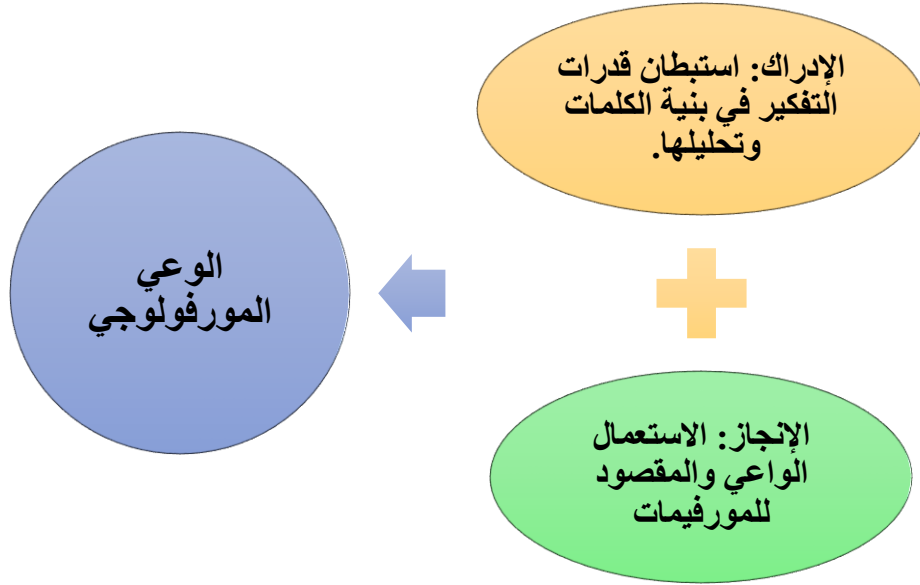 الإدراك: استبطان قدرات
التفكير في بنية الكلمات
وتحليلها.
الإنجاز: الاستعمال
الواعي والمقصود
للمورفيمات
الوعي
المورفولوجي